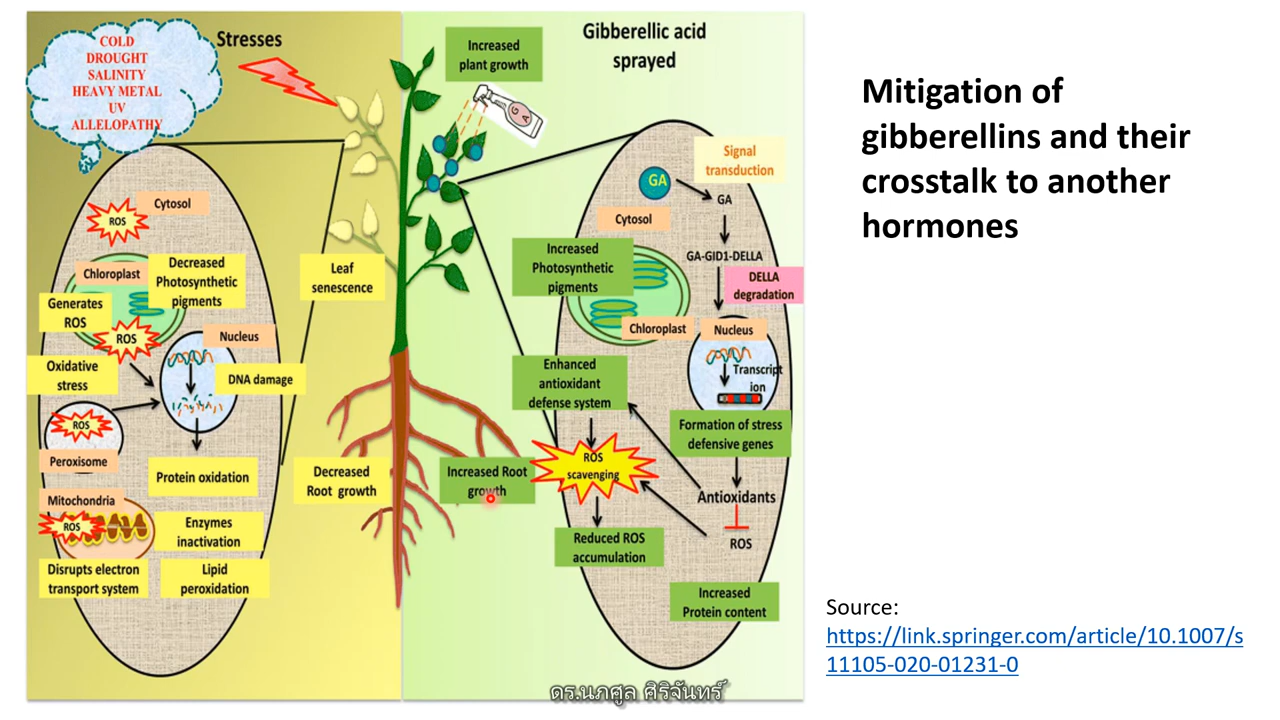 COLD
DROUGHT
SALINITY
HEAVY METAL
UV
ALLELOPATHY
Stresses
Cytosol
ROS
Chloroplast
Decreased
Photosynthetic
pigments
Generates
ROS
ROS
Nucleus
Oxidative
stress
DNA damage
ROS
Peroxisome
Protein oxidation
Mitochondria
ROS
Enzymes
inactivation
Disrupts electron
transport system
Lipid
peroxidation
Leaf
senescence
Decreased
Root growth
Increased
plant growth
Gibberellic acid
sprayed
G
A
Signal
transduction
GA
GA
Cytosol
GA-GID1-DELLA
DELLA
degradation
Increased
Photosynthetic
pigments
Chloroplast
Nucleus
Transcript
ion
Enhanced
antioxidant
defense system
Formation of stress
defensive genes
Increased Root
growth
ROS
scavenging
Antioxidants
ROS
Reduced ROS
accumulation
Increased
Protein content
Mitigation of
gibberellins and their
crosstalk to another
hormones
Source:
https://link.springer.com/article/10.1007/s
11105-020-01231-0
ดร.นภศูล ศิริจันทร์